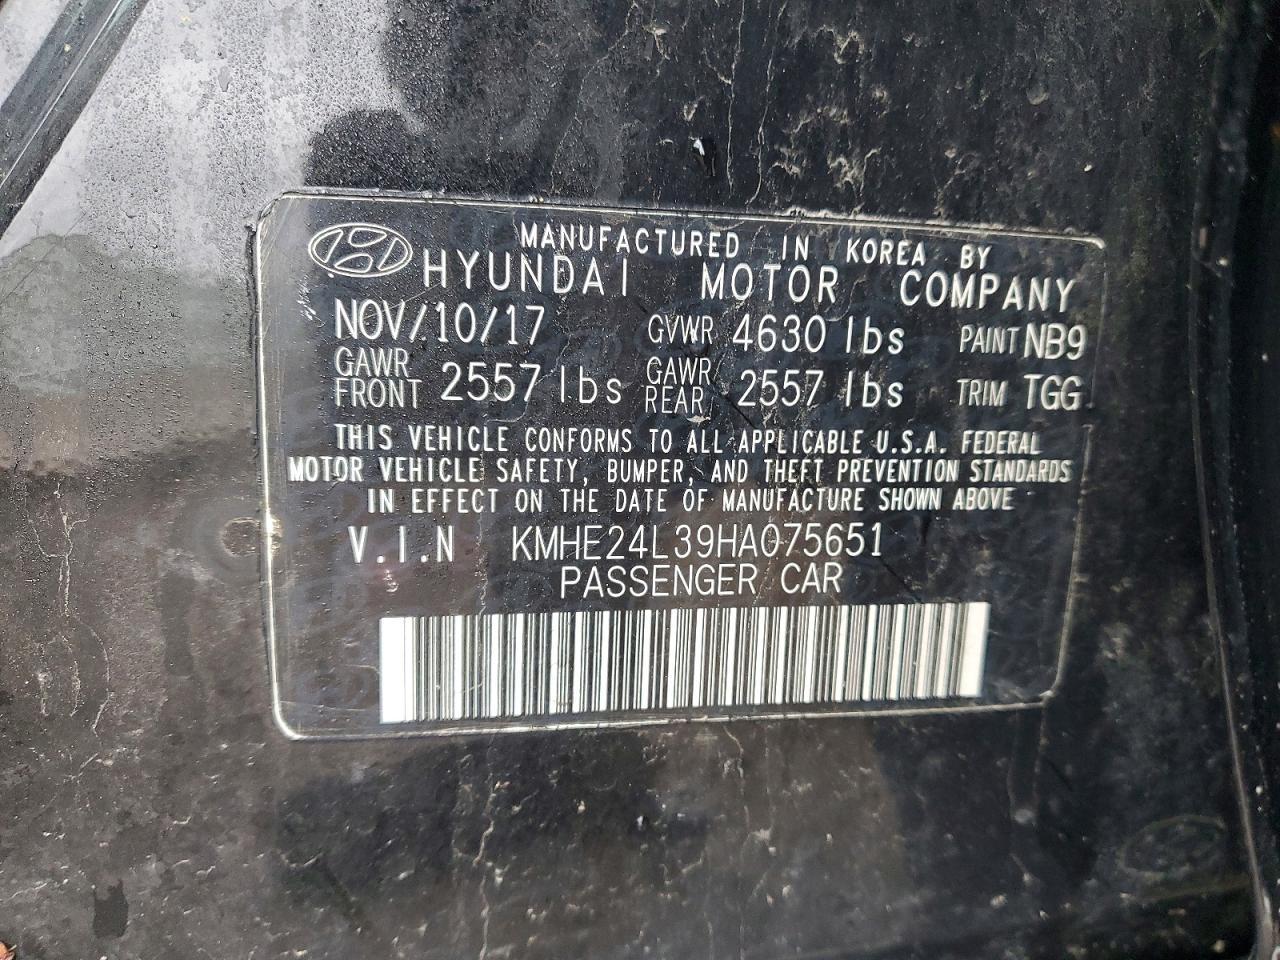 MANUFACTURED IN KOREA BY
HYUNDAI MOTOR COMPANY
NOV/10/17 GVWR 4630 lbs PAINT NB9
GAWR FRONT 2557 lbs GAWR REAR 2557 lbs TRIM TGG
THIS VEHICLE CONFORMS TO ALL APPLICABLE U.S.A. FEDERAL
MOTOR VEHICLE SAFETY, BUMPER, AND THEFT PREVENTION STANDARDS
IN EFFECT ON THE DATE OF MANUFACTURE SHOWN ABOVE
V.I.N KMHE24L39HA075651
PASSENGER CAR